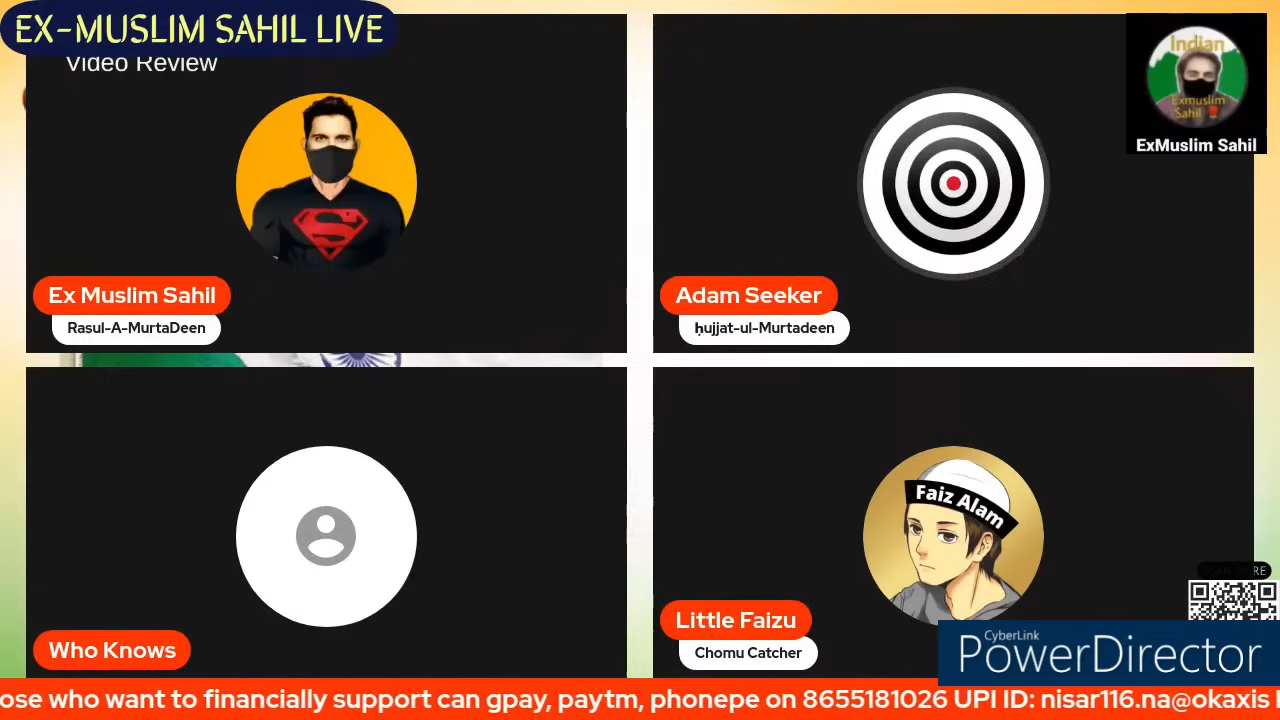 EX-MUSLIM SAHIL LIVE
Video Review
Indian
Exmuslim
Sahil
ExMuslim Sahil
Ex Muslim Sahil
Rasul-A-MurtaDeen
Adam Seeker
ḥujjat-ul-Murtadeen
Faiz Alam
Who Knows
Little Faizu
Chomu Catcher
RE
CyberLink
PowerDirector
ose who want to financially support can gpay, paytm, phonepe on 8655181026 UPI ID: nisar116.na@okaxis